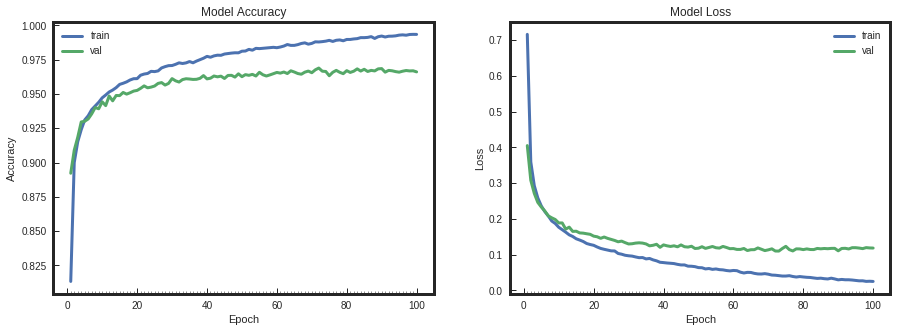 Model Accuracy
1.000
0.975
0.950
0.925
0.900
0.875
0.850
0.825
Accuracy
train
val
0 20 40 60 80 100
Epoch
Model Loss
0.7
0.6
0.5
0.4
0.3
0.2
0.1
0.0
Loss
train
val
0 20 40 60 80 100
Epoch